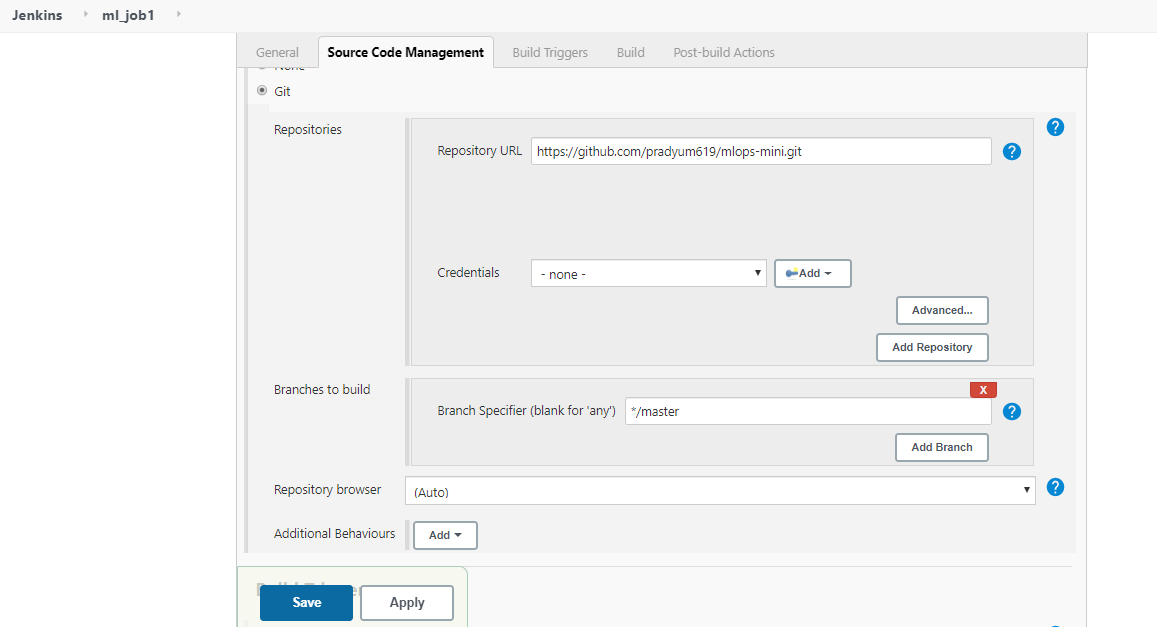 Jenkins ml_job1
General Source Code Management Build Triggers Build Post-build Actions
None
Git
Repositories
Repository URL https://github.com/pradyum619/mlops-mini.git
Credentials - none - Add
Advanced...
Add Repository
Branches to build
X
Branch Specifier (blank for 'any') */master
Add Branch
Repository browser (Auto)
Additional Behaviours Add
Save Apply